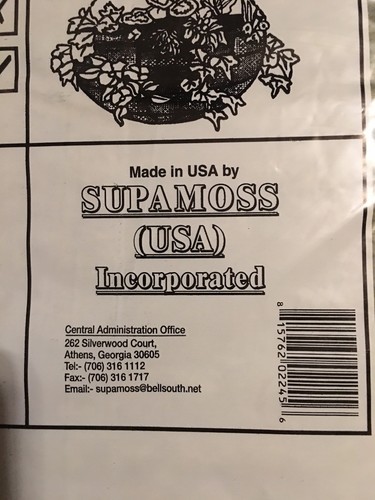 Made in USA by
SUPAMOSS
(USA)
Incorporated
Central Administration Office
262 Silverwood Court,
Athens, Georgia 30605
Tel:- (706) 316 1112
Fax:- (706) 316 1717
Email:- supamoss@bellsouth.net
8 15762 02245 6